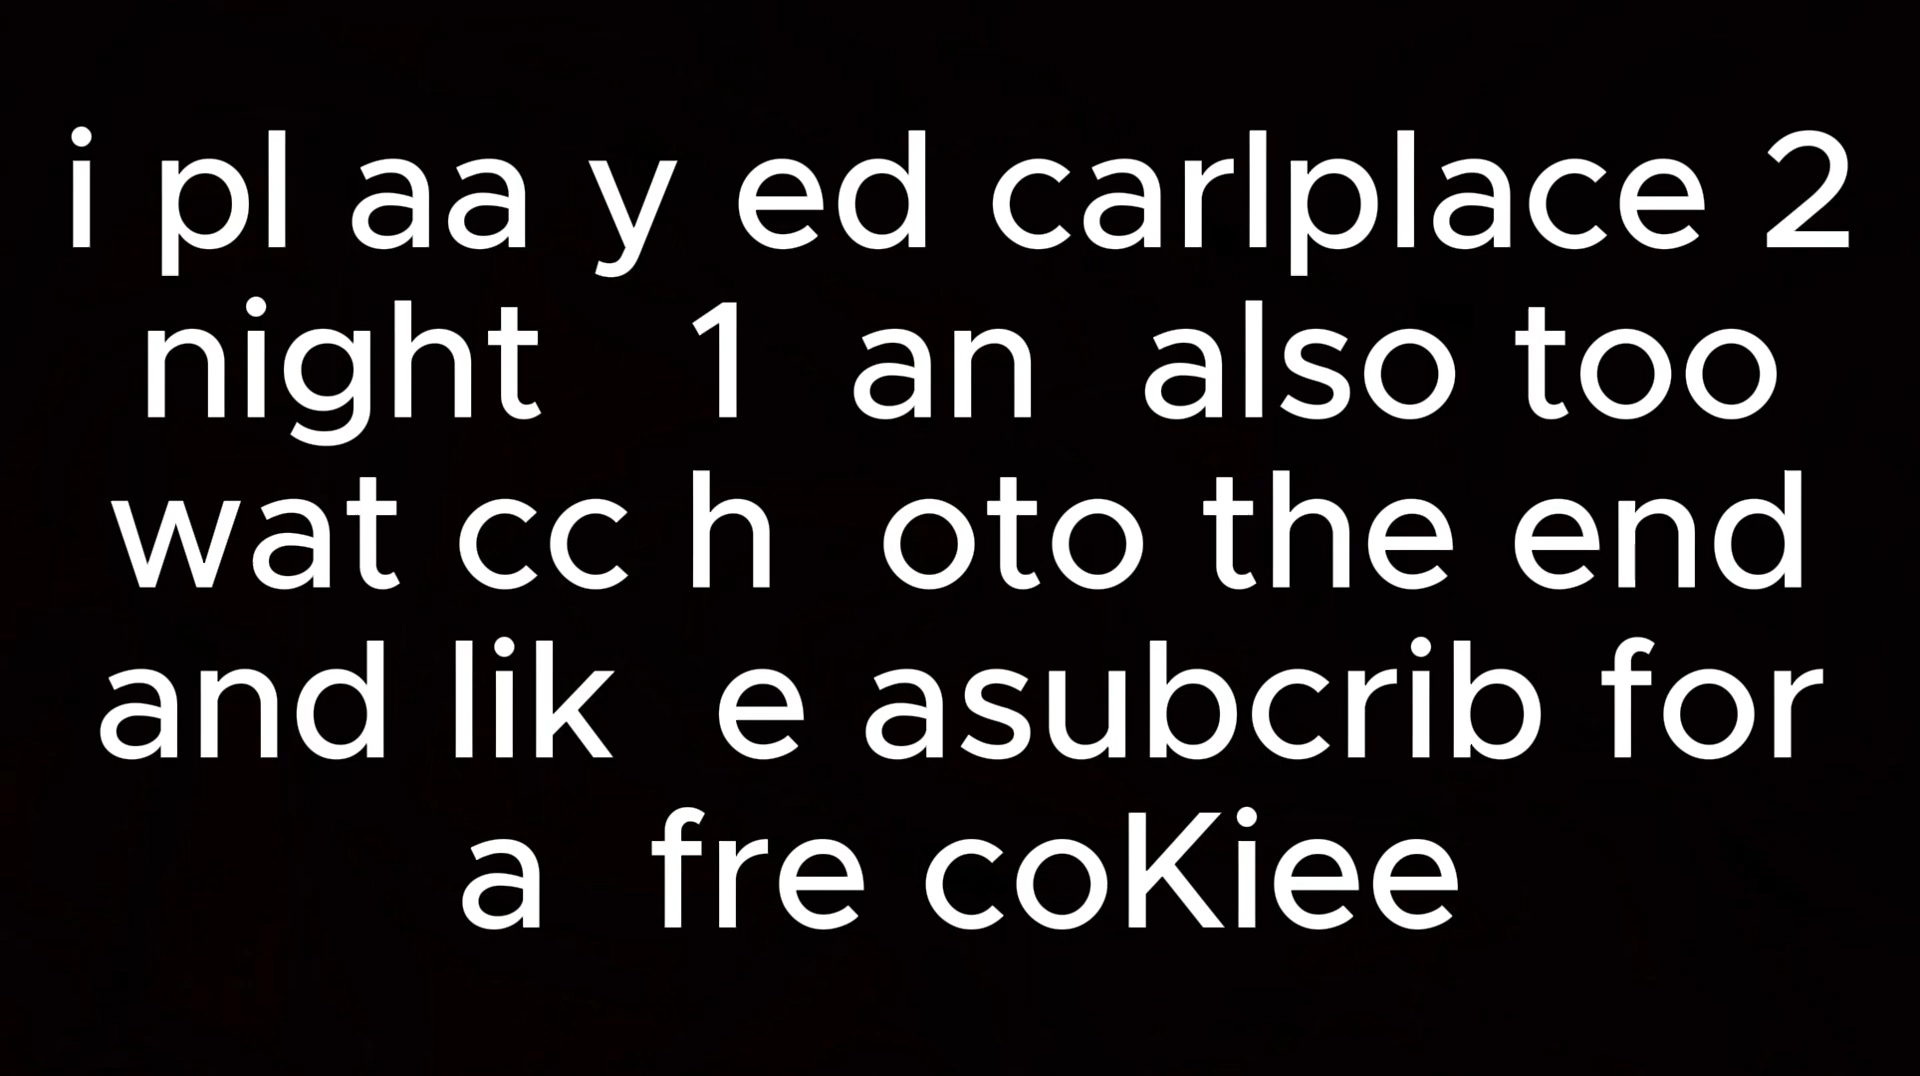 i pl aa y ed carlplace 2
night 1 an also too
wat cc h oto the end
and lik e asubcrib for
a fre coKiee